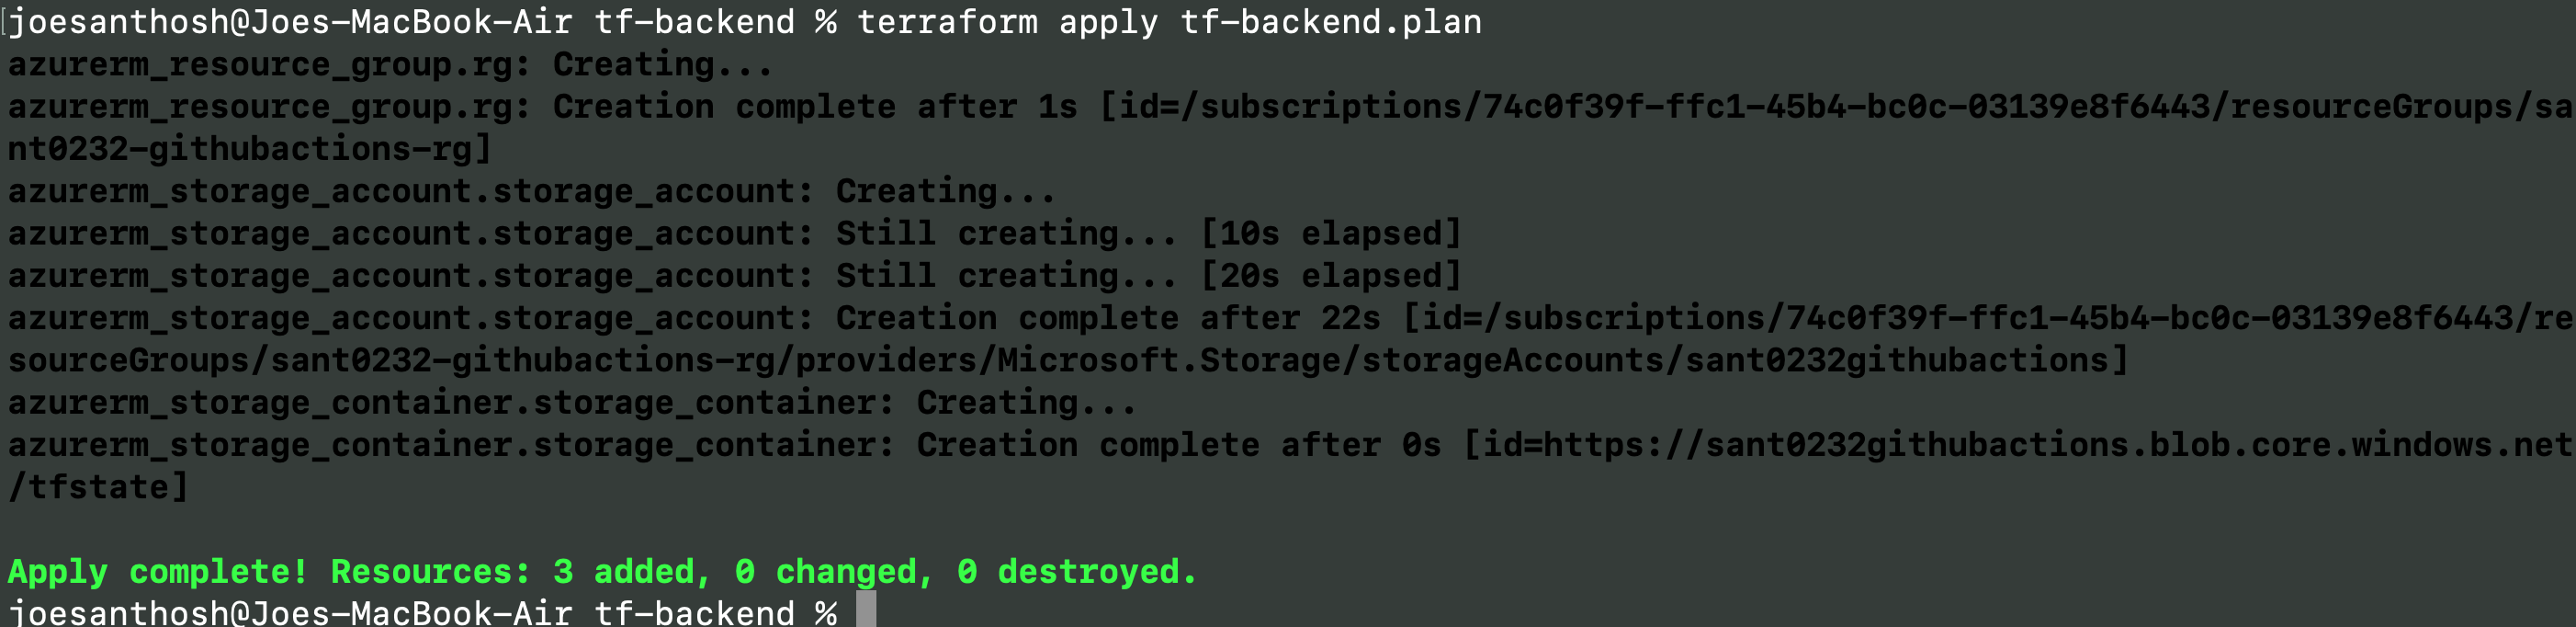 joesanthosh@Joes-MacBook-Air tf-backend % terraform apply tf-backend.plan
azurerm_resource_group.rg: Creating...
azurerm_resource_group.rg: Creation complete after 1s [id=/subscriptions/74c0f39f-ffc1-45b4-bc0c-03139e8f6443/resourceGroups/sa
nt0232-githubactions-rg]
azurerm_storage_account.storage_account: Creating...
azurerm_storage_account.storage_account: Still creating... [10s elapsed]
azurerm_storage_account.storage_account: Still creating... [20s elapsed]
azurerm_storage_account.storage_account: Creation complete after 22s [id=/subscriptions/74c0f39f-ffc1-45b4-bc0c-03139e8f6443/re
sourceGroups/sant0232-githubactions-rg/providers/Microsoft.Storage/storageAccounts/sant0232githubactions]
azurerm_storage_container.storage_container: Creating...
azurerm_storage_container.storage_container: Creation complete after 0s [id=https://sant0232githubactions.blob.core.windows.net
/tfstate]
Apply complete! Resources: 3 added, 0 changed, 0 destroyed.
joesanthosh@Joes-MacBook-Air tf-backend %